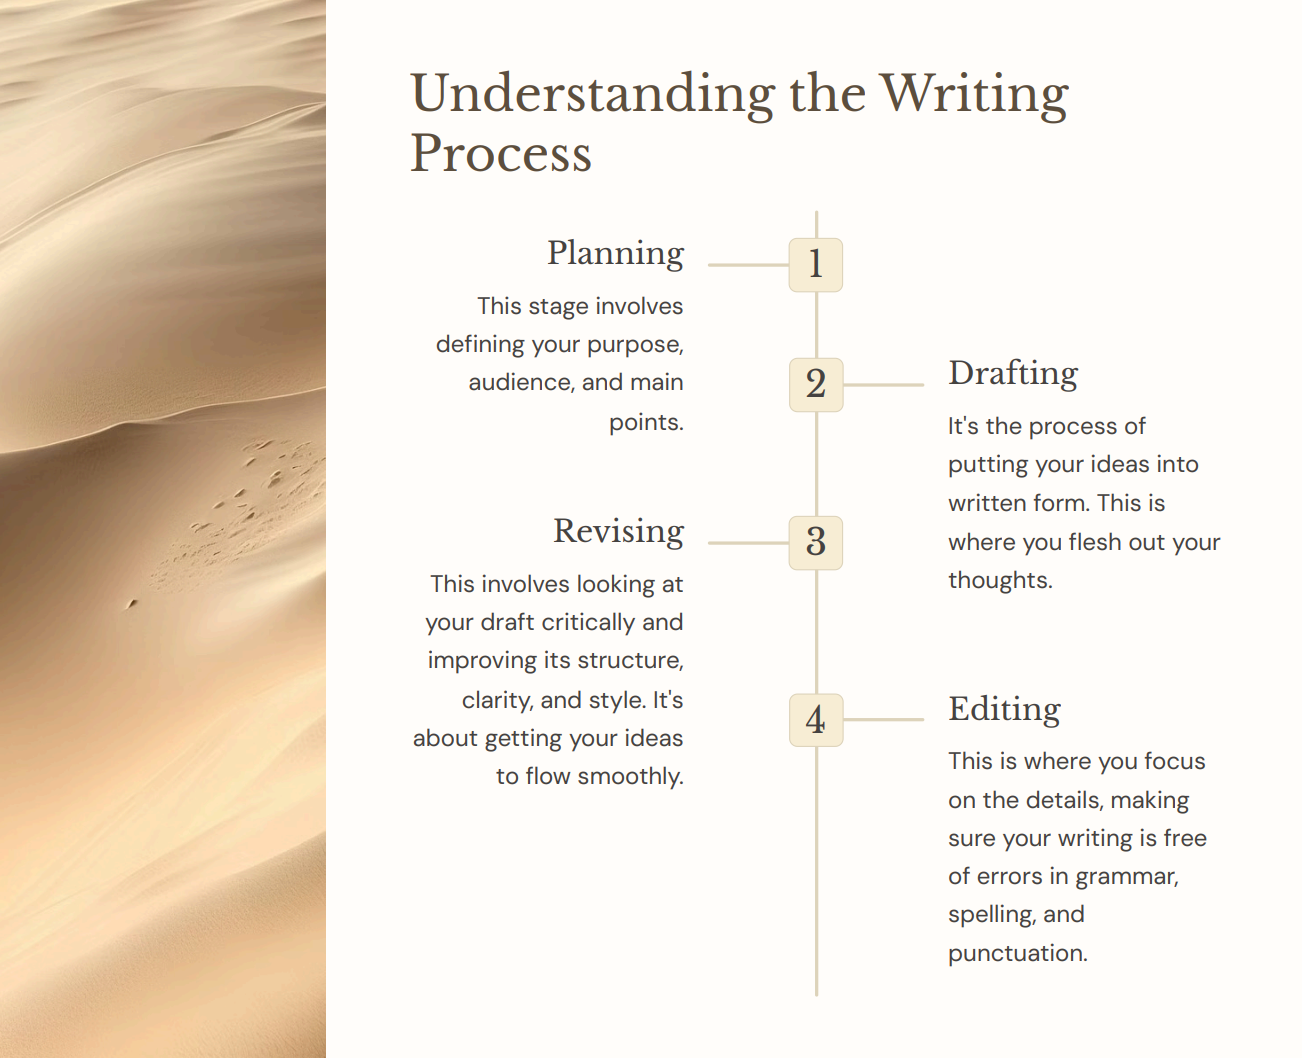 Understanding the Writing
Process
1
Planning
This stage involves
defining your purpose,
audience, and main
points.
2
Drafting
It's the process of
putting your ideas into
written form. This is
where you flesh out your
thoughts.
3
Revising
This involves looking at
your draft critically and
improving its structure,
clarity, and style. It's
about getting your ideas
to flow smoothly.
4
Editing
This is where you focus
on the details, making
sure your writing is free
of errors in grammar,
spelling, and
punctuation.